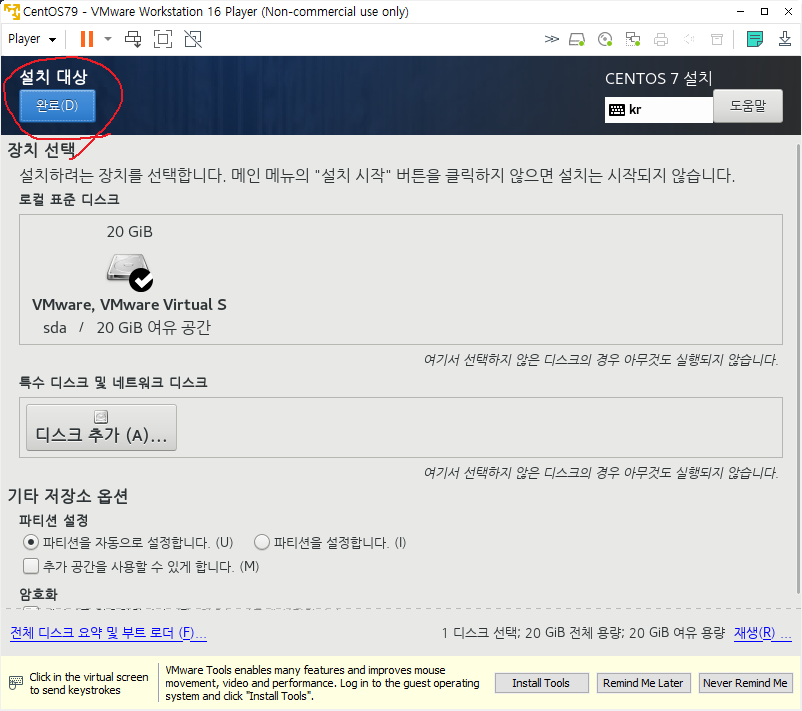 CentOS79 - VMware Workstation 16 Player (Non-commercial use only)
Player
설치 대상
CENTOS 7 설치
완료(D)
kr
도움말
장치 선택
설치하려는 장치를 선택합니다. 메인 메뉴의 "설치 시작" 버튼을 클릭하지 않으면 설치는 시작되지 않습니다.
로컬 표준 디스크
20 GiB
VMware, VMware Virtual S
sda / 20 GiB 여유 공간
여기서 선택하지 않은 디스크의 경우 아무것도 실행되지 않습니다.
특수 디스크 및 네트워크 디스크
디스크 추가 (A)...
여기서 선택하지 않은 디스크의 경우 아무것도 실행되지 않습니다.
기타 저장소 옵션
파티션 설정
파티션을 자동으로 설정합니다. (U) 파티션을 설정합니다. (I)
추가 공간을 사용할 수 있게 합니다. (M)
암호화
전체 디스크 요약 및 부트 로더 (F)...
1 디스크 선택; 20 GiB 전체 용량; 20 GiB 여유 용량 재생(R) ...
Click in the virtual screen
to send keystrokes
VMware Tools enables many features and improves mouse
movement, video and performance. Log in to the guest operating
system and click "Install Tools".
Install Tools
Remind Me Later
Never Remind Me